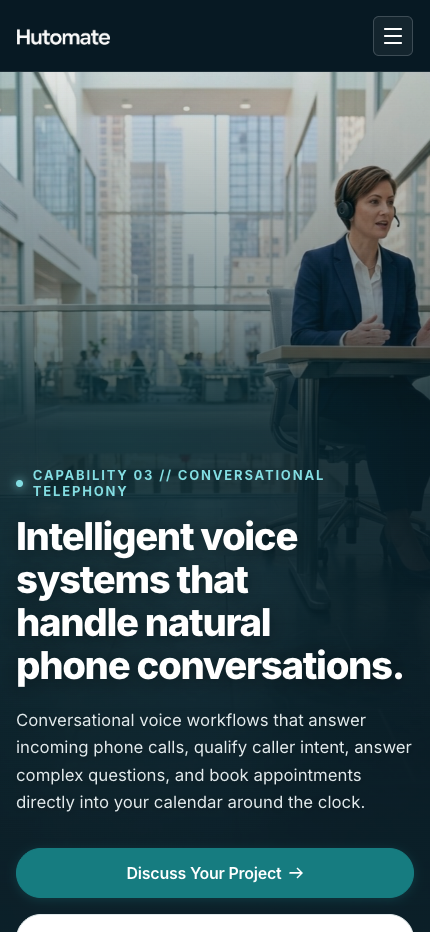 Hutomate
CAPABILITY 03 // CONVERSATIONAL
TELEPHONY
Intelligent voice
systems that
handle natural
phone conversations.
Conversational voice workflows that answer
incoming phone calls, qualify caller intent, answer
complex questions, and book appointments
directly into your calendar around the clock.
Discuss Your Project →